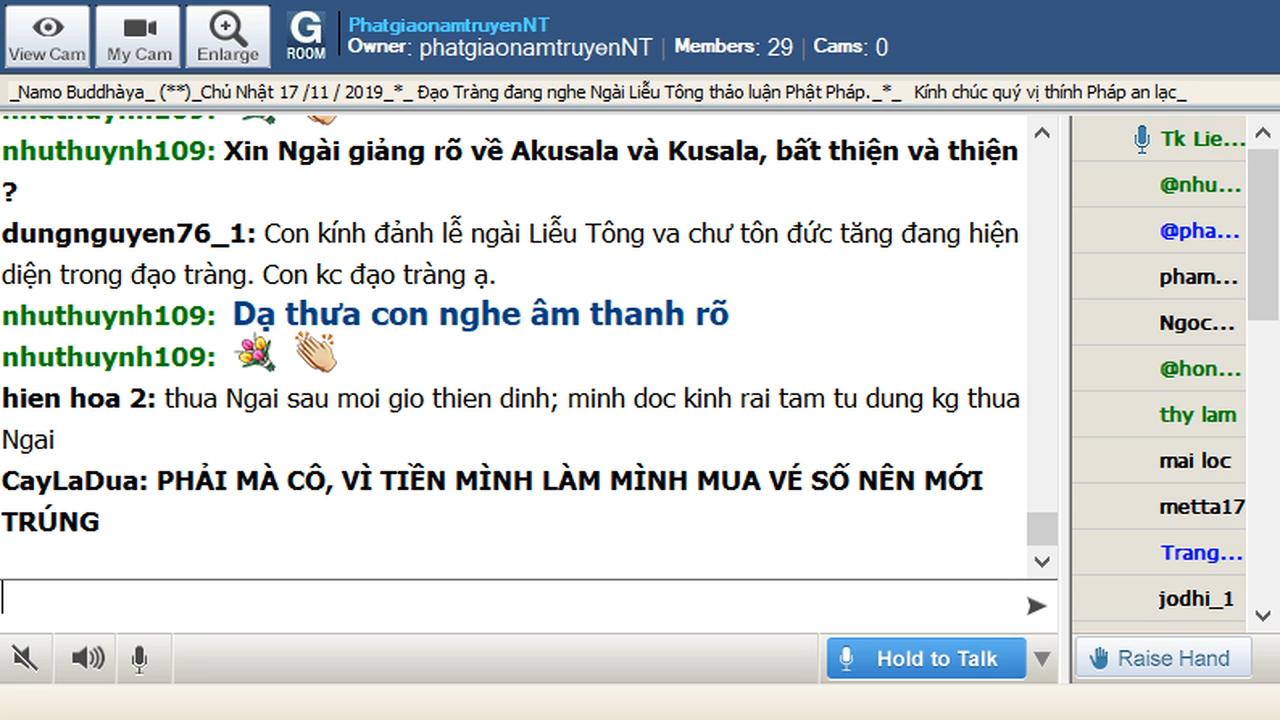 View Cam
My Cam
Enlarge
G
ROOM
PhatgiaonamtruyenNT
Owner: phatgiaonamtruyenNT | Members: 29 | Cams: 0
_Namo Buddhàya_ (**)_Chủ Nhật 17 /11 / 2019_*_ Đạo Tràng đang nghe Ngài Liễu Tông thảo luận Phật Pháp._*_ Kính chúc quý vị thính Pháp an lạc_
nhuthuynh109:
nhuthuynh109: Xin Ngài giảng rõ về Akusala và Kusala, bất thiện và thiện
?
dungnguyen76_1: Con kính đảnh lễ ngài Liễu Tông va chư tôn đức tăng đang hiện
diện trong đạo tràng. Con kc đạo tràng ạ.
nhuthuynh109: Dạ thưa con nghe âm thanh rõ
nhuthuynh109:
hien hoa 2: thua Ngai sau moi gio thien dinh; minh doc kinh rai tam tu dung kg thua
Ngai
CayLaDua: PHẢI MÀ CÔ, VÌ TIỀN MÌNH LÀM MÌNH MUA VÉ SỐ NÊN MỚI
TRÚNG
Tk Lie...
@nhu...
@pha...
pham...
Ngoc...
@hon...
thy lam
mai loc
metta17
Trang...
jodhi_1
Hold to Talk
Raise Hand